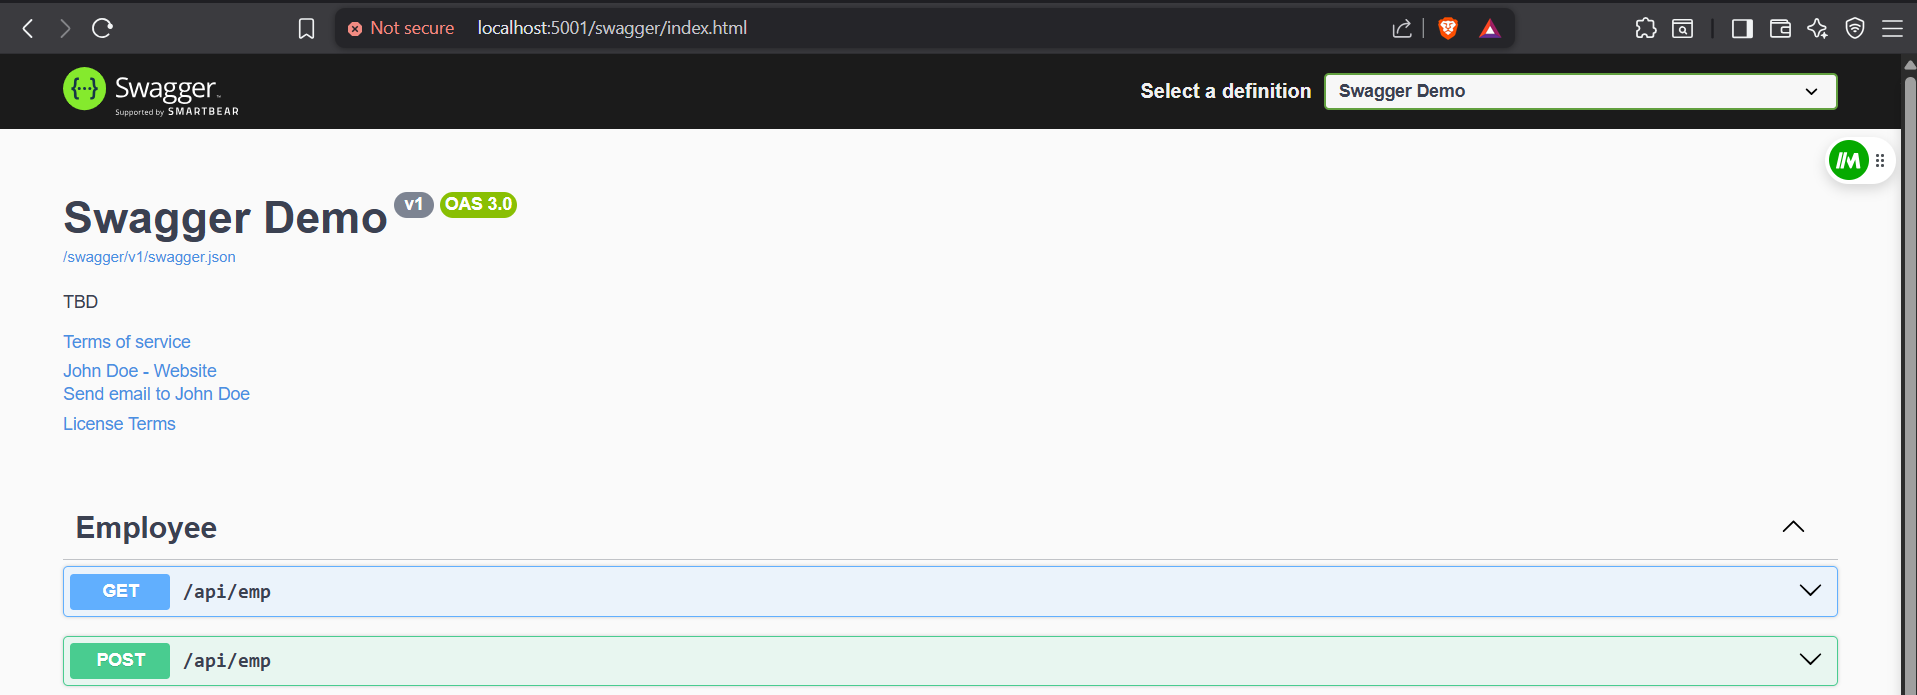 Not secure localhost:5001/swagger/index.html
Swagger
Supported by SMARTBEAR
Select a definition
Swagger Demo
Swagger Demo v1 OAS 3.0
/swagger/v1/swagger.json
TBD
Terms of service
John Doe - Website
Send email to John Doe
License Terms
Employee
GET /api/emp
POST /api/emp